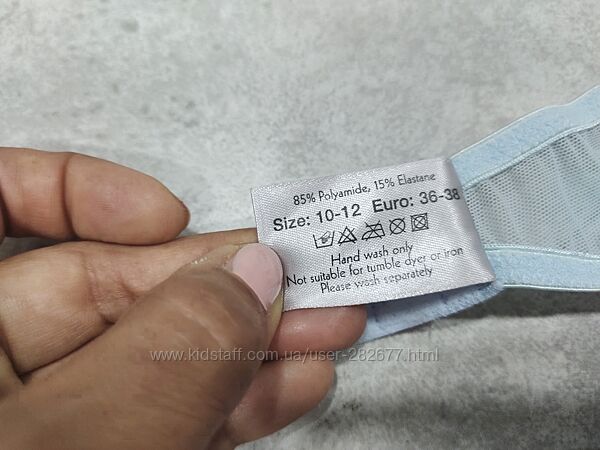 85% Polyamide, 15% Elastane
Size: 10-12 Euro: 36-38
Hand wash only
Not suitable for tumble dyer or iron
Please wash separately
www.kidstaff.com.ua/user-282677.html